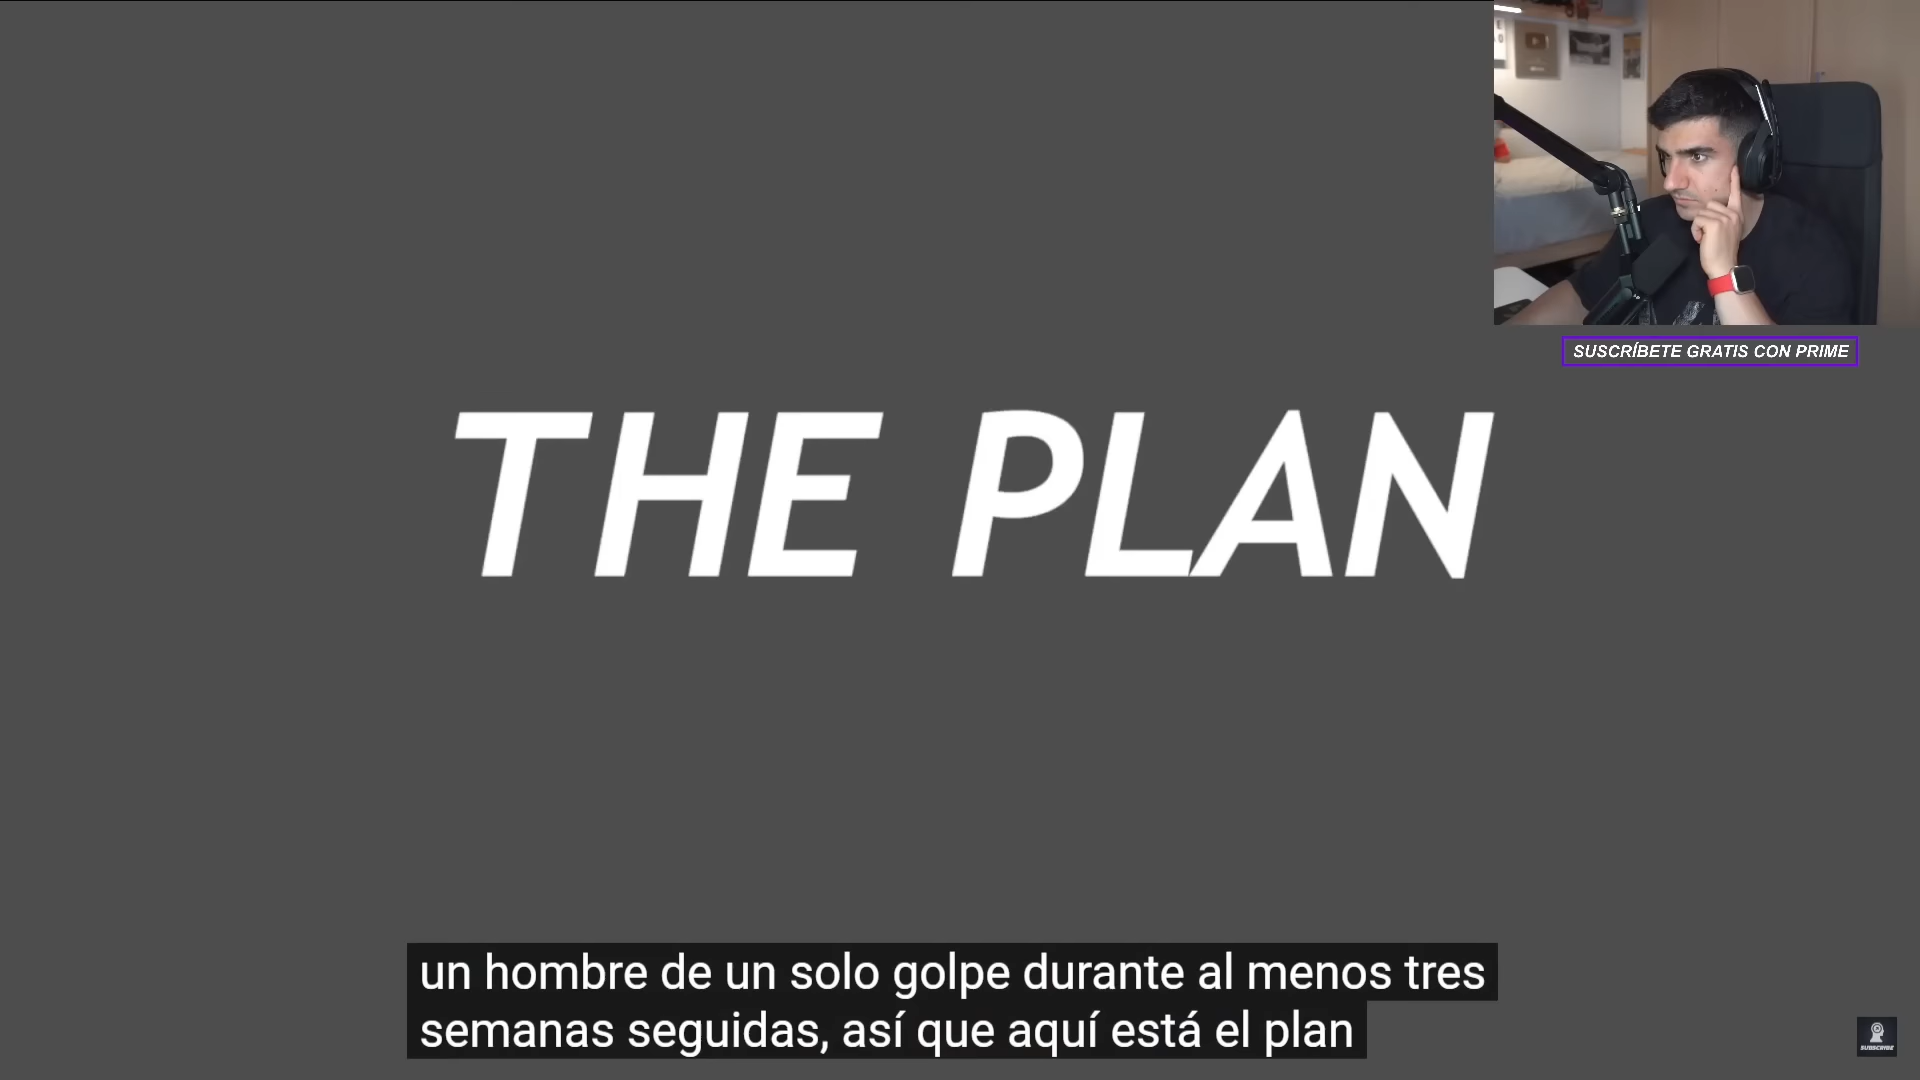 SUSCRÍBETE GRATIS CON PRIME
THE PLAN
un hombre de un solo golpe durante al menos tres
semanas seguidas, así que aquí está el plan
SUBSCRIBE